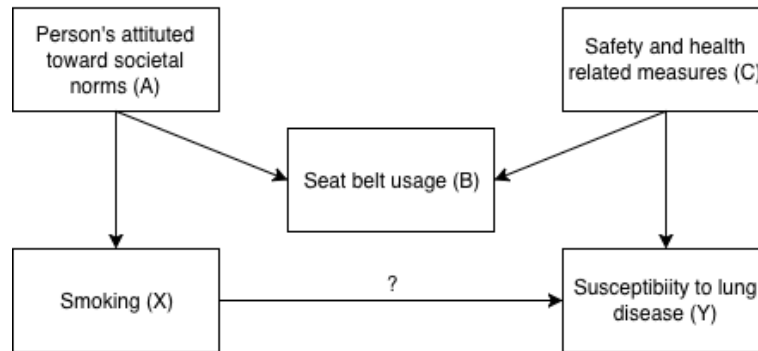 Person's attituted
toward societal
norms (A)
Safety and health
related measures (C)
Seat belt usage (B)
?
Smoking (X)
Susceptibiity to lung
disease (Y)